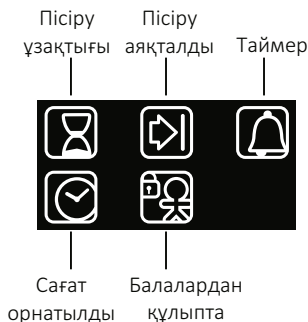 Пісіру ұзақтығы
Пісіру аяқталды
Таймер
Сағат орнатылды
Балалардан құлыпта